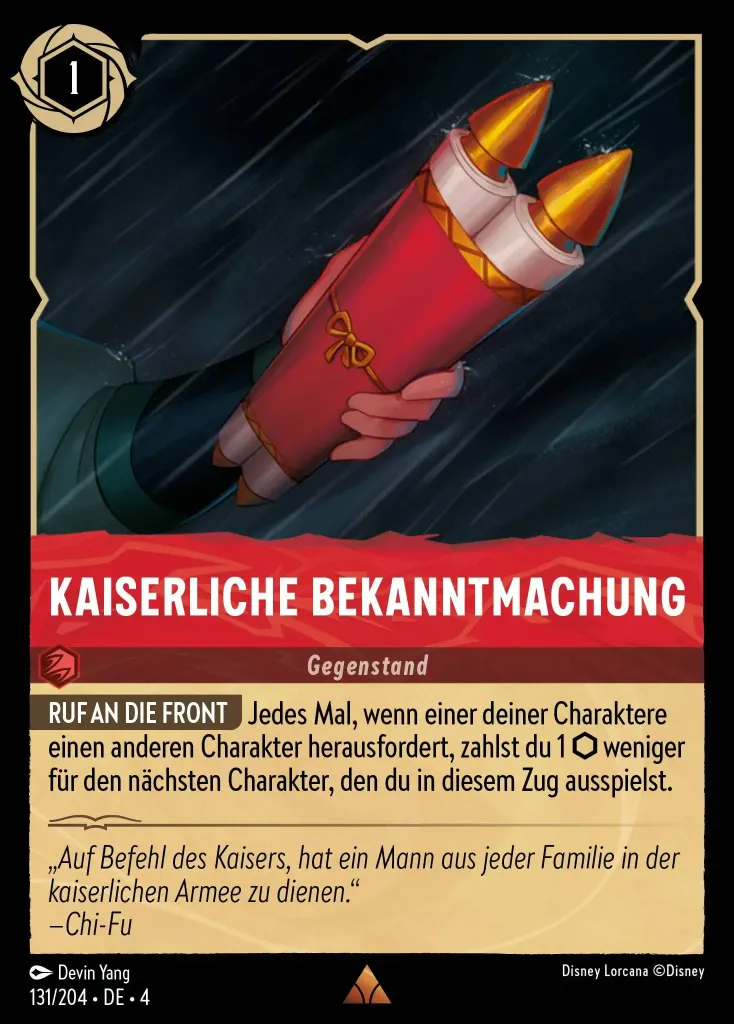 1
KAISERLICHE BEKANNTMACHUNG
Gegenstand
RUF AN DIE FRONT Jedes Mal, wenn einer deiner Charaktere
einen anderen Charakter herausfordert, zahlst du 1 ⬡ weniger
für den nächsten Charakter, den du in diesem Zug ausspielst.
„Auf Befehl des Kaisers, hat ein Mann aus jeder Familie in der
kaiserlichen Armee zu dienen.“
–Chi-Fu
Devin Yang
Disney Lorcana ©Disney
131/204 • DE • 4